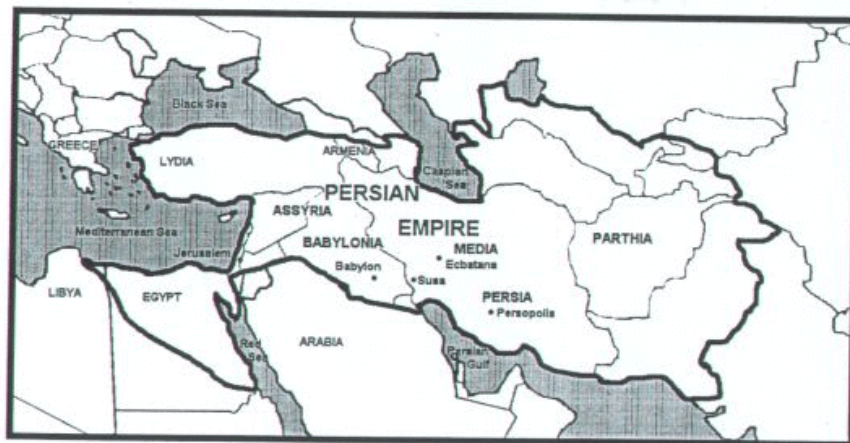 Black Sea
GREECE
LYDIA
ARMENIA
Caspian
Sea
PERSIAN
ASSYRIA
EMPIRE
Mediterranean Sea
BABYLONIA
MEDIA
PARTHIA
Jerusalem
Ecbatana
Babylon
Susa
LIBYA
EGYPT
PERSIA
Persopolis
Red
Sea
ARABIA
Persian
Gulf